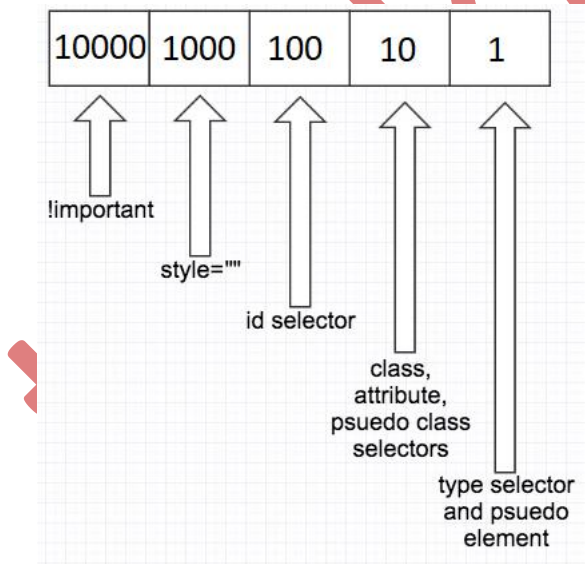 10000 1000 100 10 1
!important
style=""
id selector
class,
attribute,
psuedo class
selectors
type selector
and psuedo
element